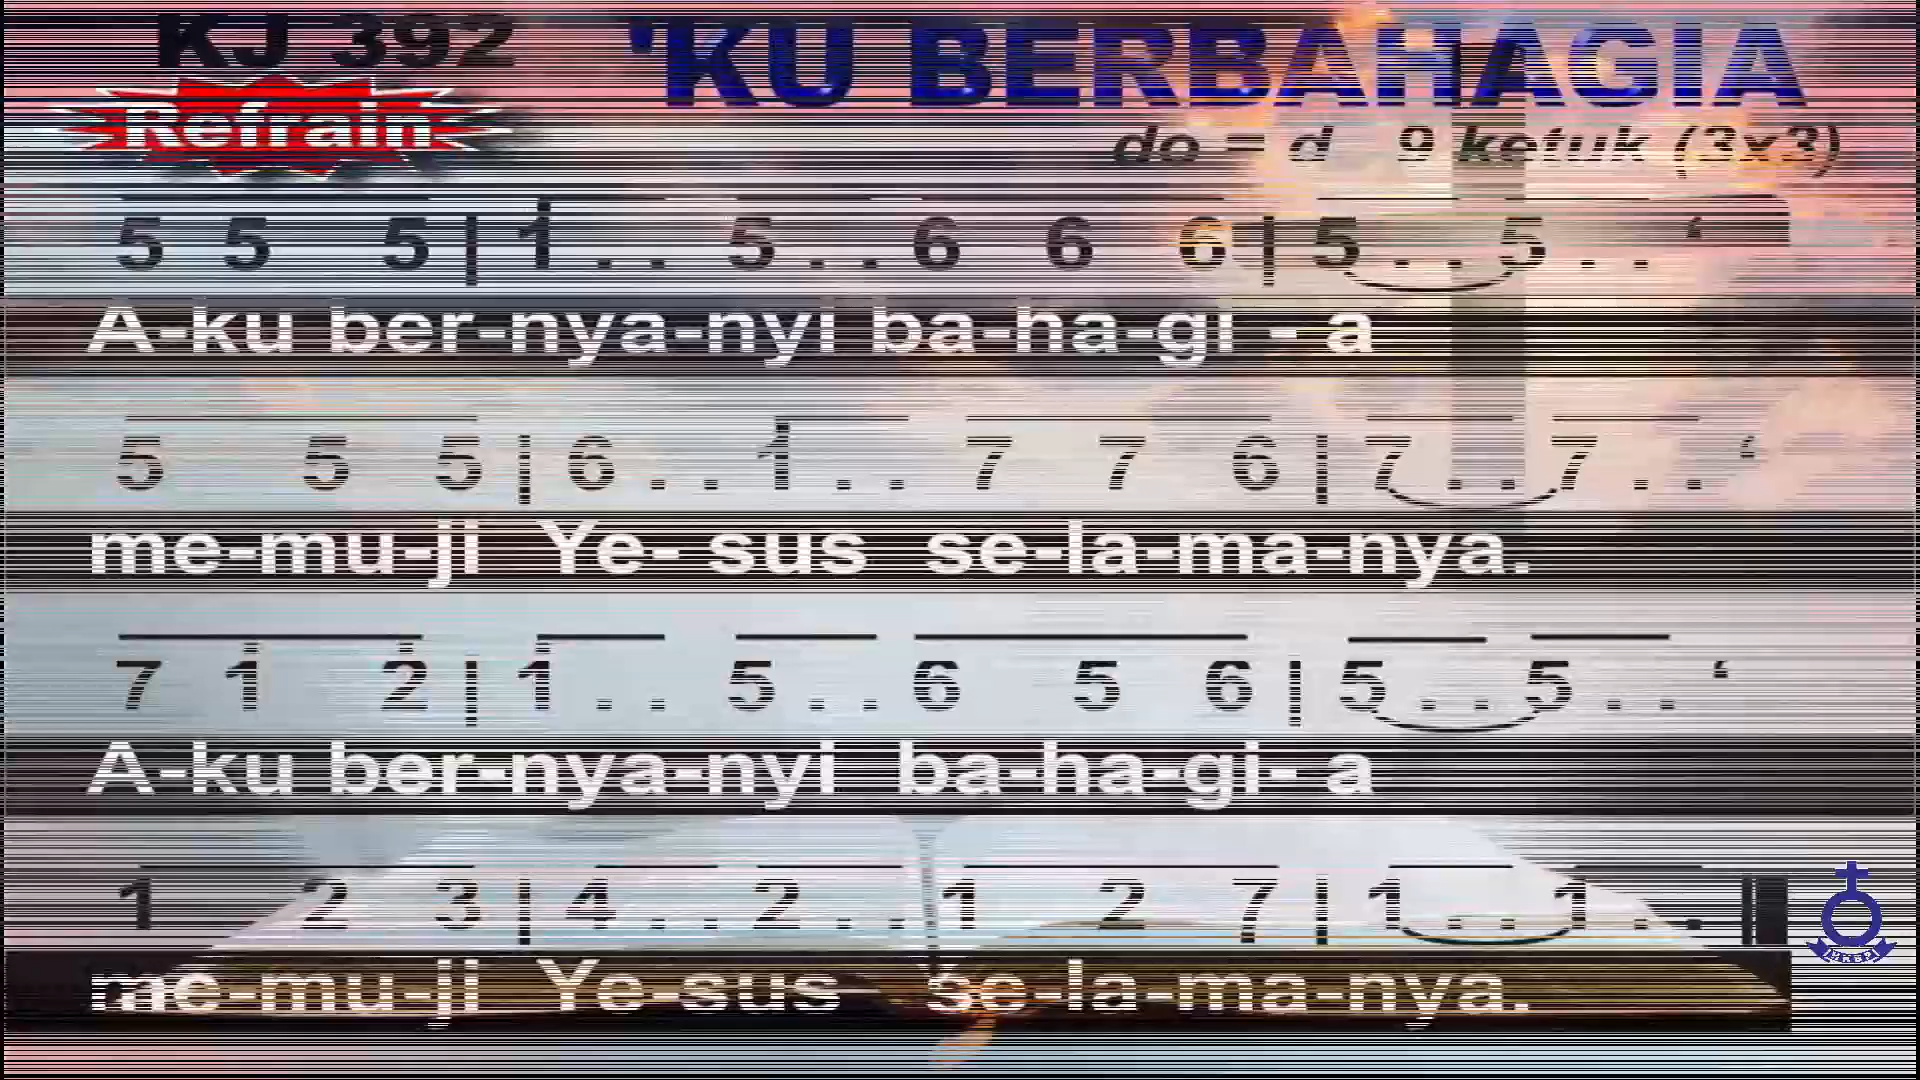 KJ 392
'KU BERBAHAGIA
Refrain
do = d 9 ketuk (3x3)
5 5 5 | 1̇ . . 5 . . 6 6 6 | 5 . . 5 . . ‘
A-ku ber-nya-nyi ba-ha-gi - a
5 5 5 | 6 . . 1̇ . . 7 7 6 | 7 . . 7 . . ‘
me-mu-ji Ye- sus se-la-ma-nya.
7 1̇ 2̇ | 1̇ . . 5 . . 6 5 6 | 5 . . 5 . . ‘
A-ku ber-nya-nyi ba-ha-gi- a
1 2 3 | 4 . . 2 . . 1 2 7 | 1 . . 1 . . ||
me-mu-ji Ye-sus se-la-ma-nya.
HKBP